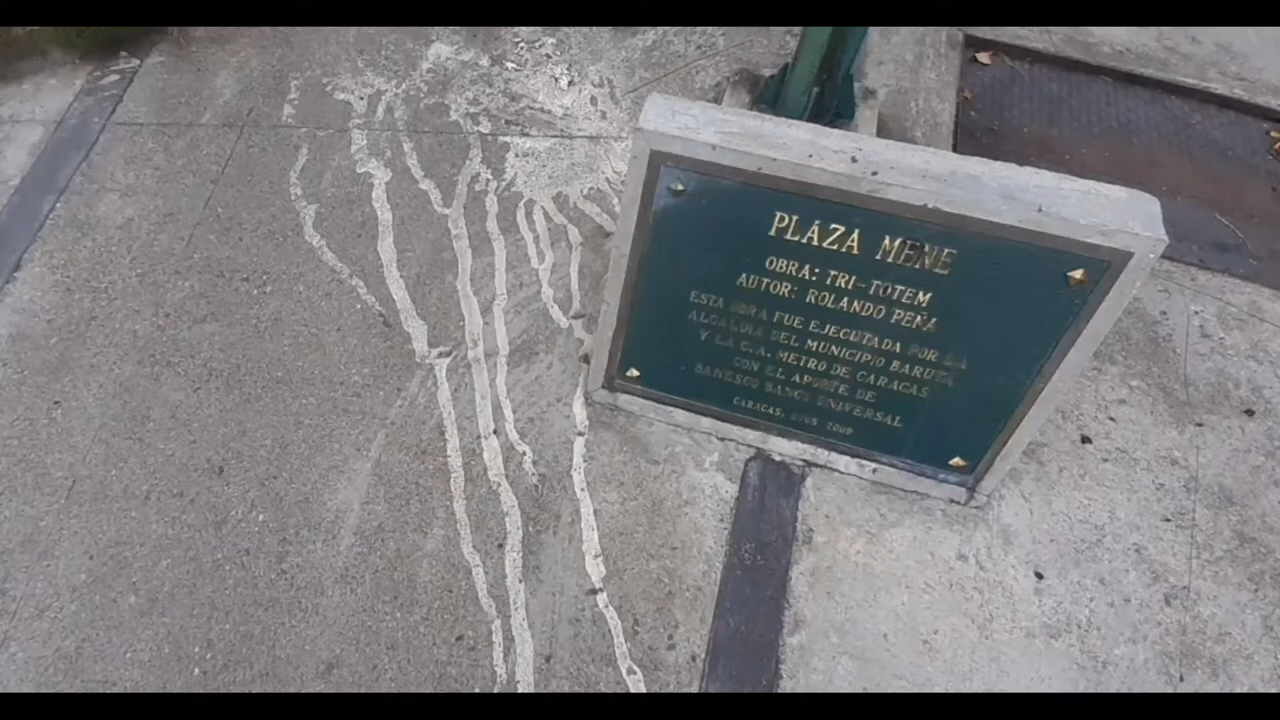 PLAZA MENE
OBRA: TRI-TOTEM
AUTOR: ROLANDO PEÑA
ESTA OBRA FUE EJECUTADA POR LA
ALCALDIA DEL MUNICIPIO BARUTA
Y LA C.A. METRO DE CARACAS
CON EL APORTE DE
BANESCO BANCO UNIVERSAL
CARACAS, 2009